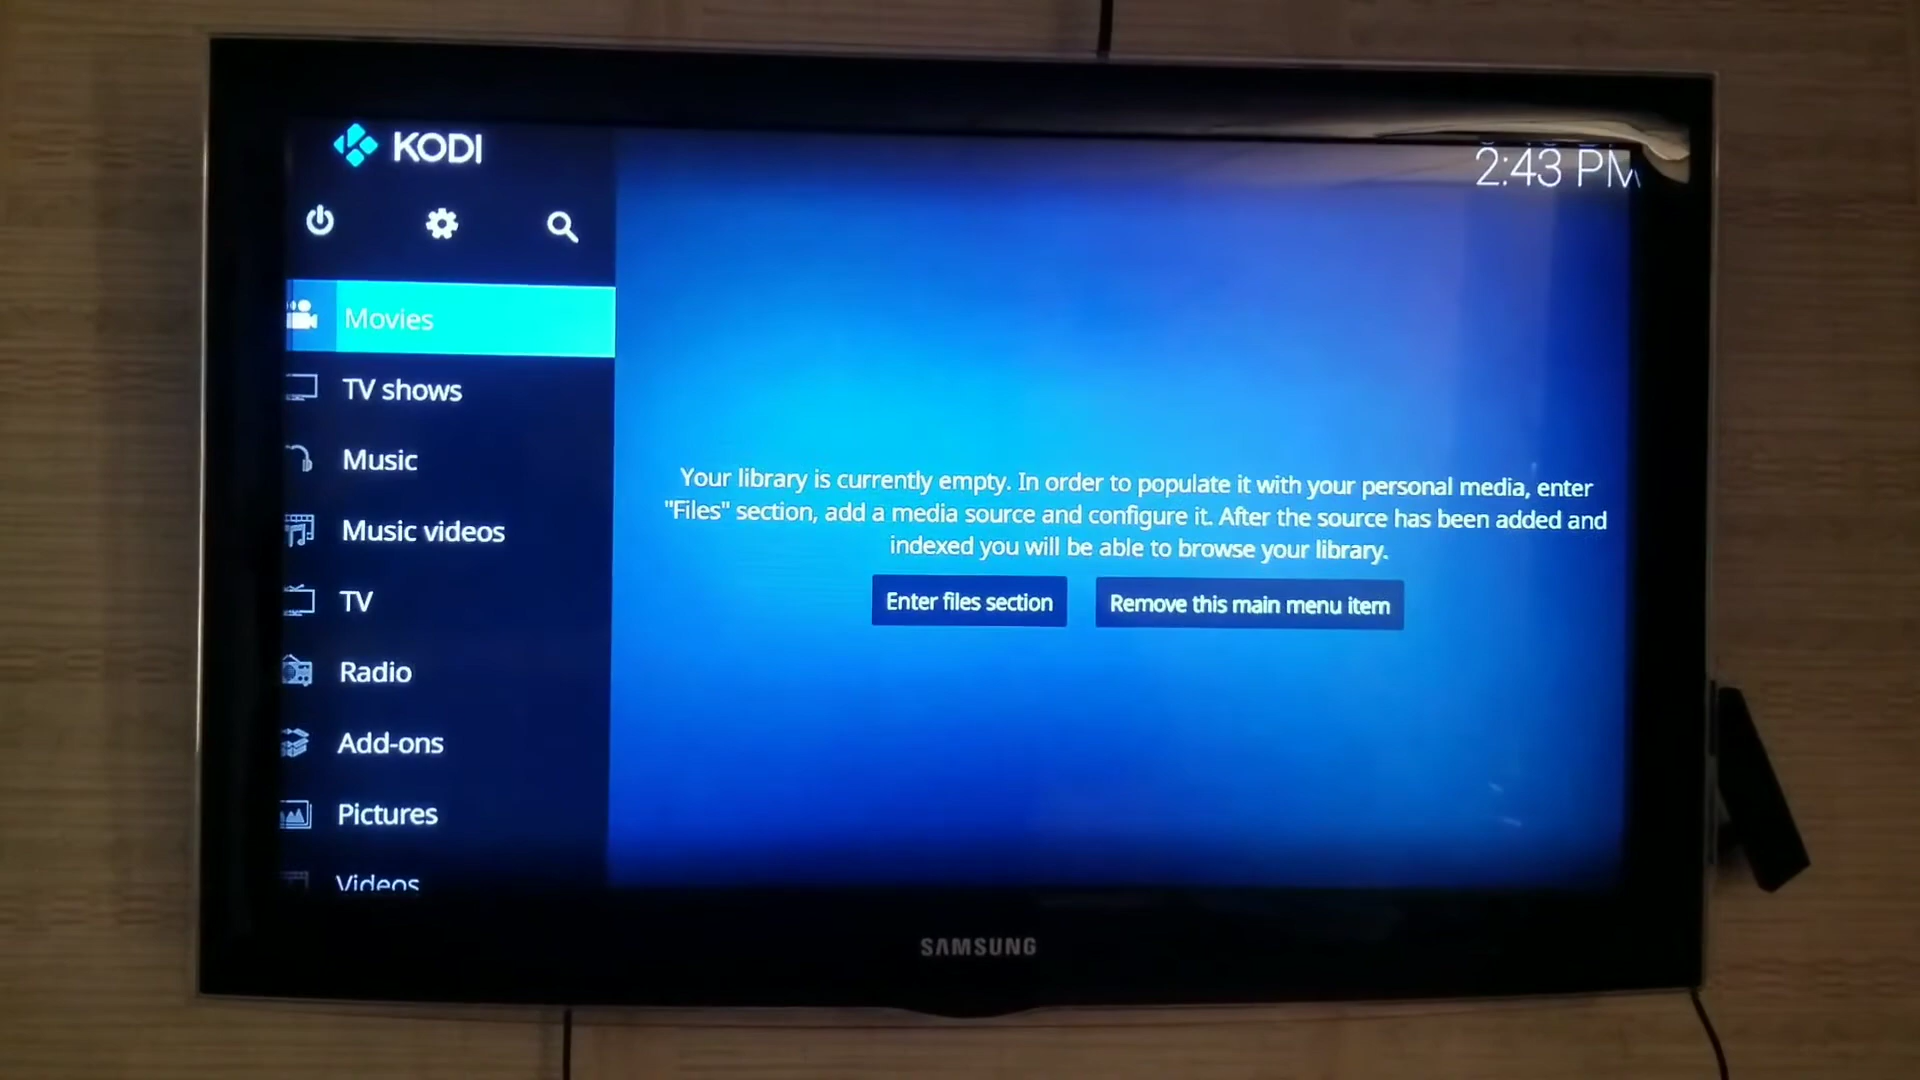 KODI
2:43 PM
Movies
TV shows
Music
Music videos
TV
Radio
Add-ons
Pictures
Videos
Your library is currently empty. In order to populate it with your personal media, enter
"Files" section, add a media source and configure it. After the source has been added and
indexed you will be able to browse your library.
Enter files section
Remove this main menu item
SAMSUNG